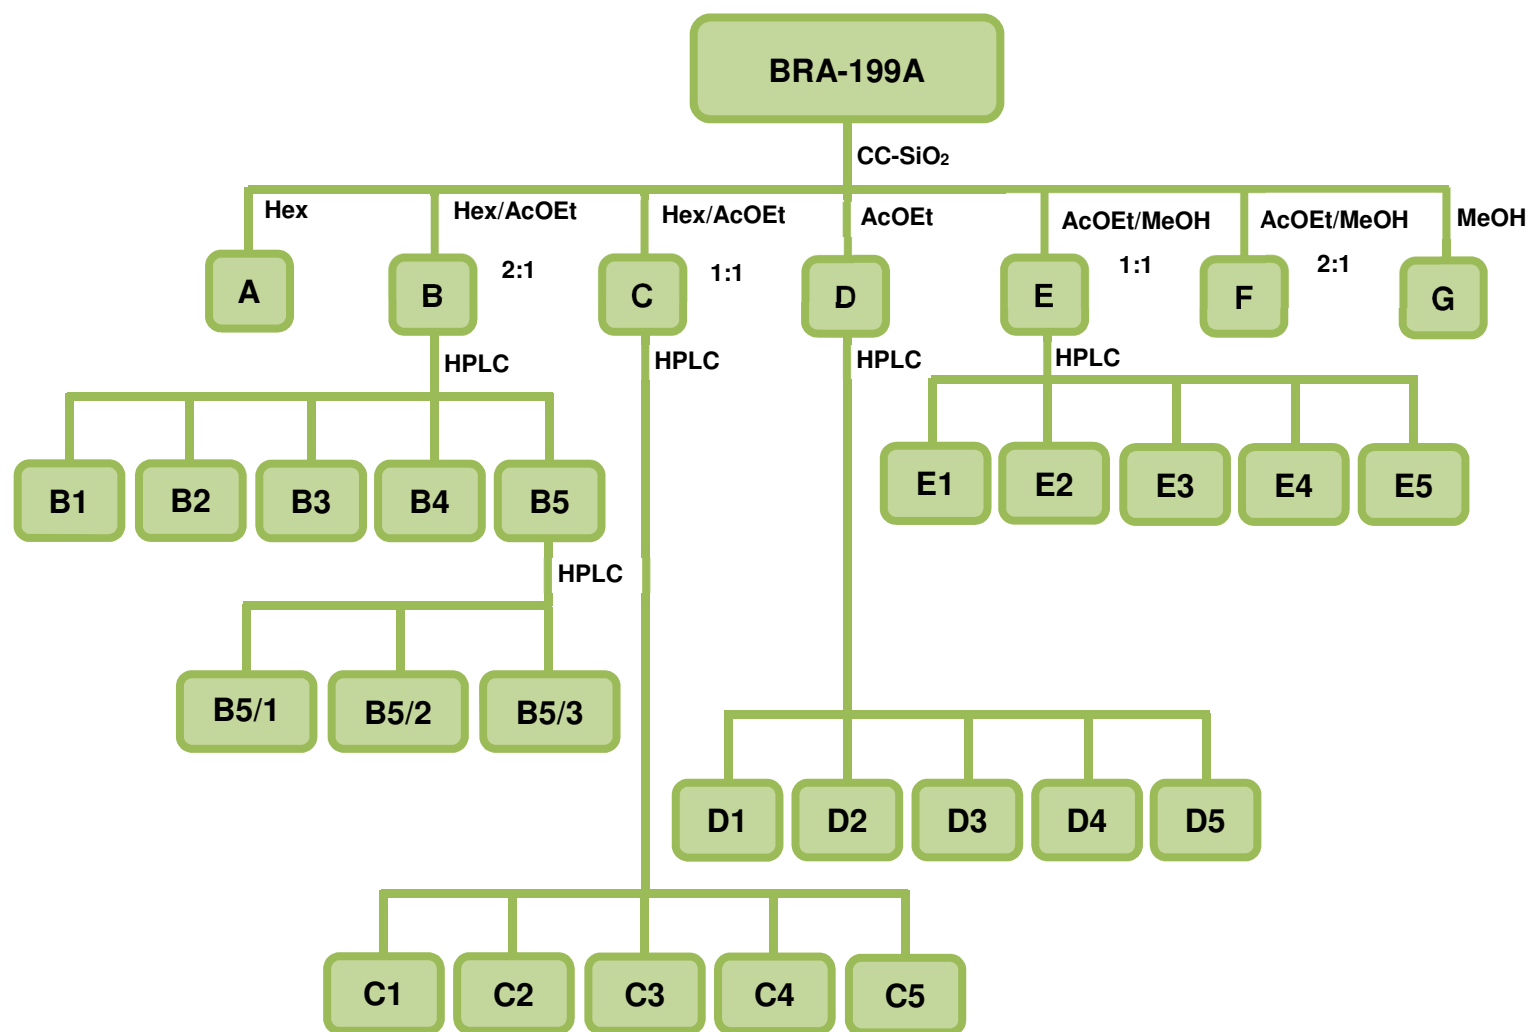 BRA-199A
CC-SiO₂
Hex
Hex/AcOEt
2:1
Hex/AcOEt
1:1
AcOEt
AcOEt/MeOH
1:1
AcOEt/MeOH
2:1
MeOH
A
B
C
D
E
F
G
HPLC
HPLC
HPLC
HPLC
B1
B2
B3
B4
B5
E1
E2
E3
E4
E5
HPLC
B5/1
B5/2
B5/3
D1
D2
D3
D4
D5
C1
C2
C3
C4
C5